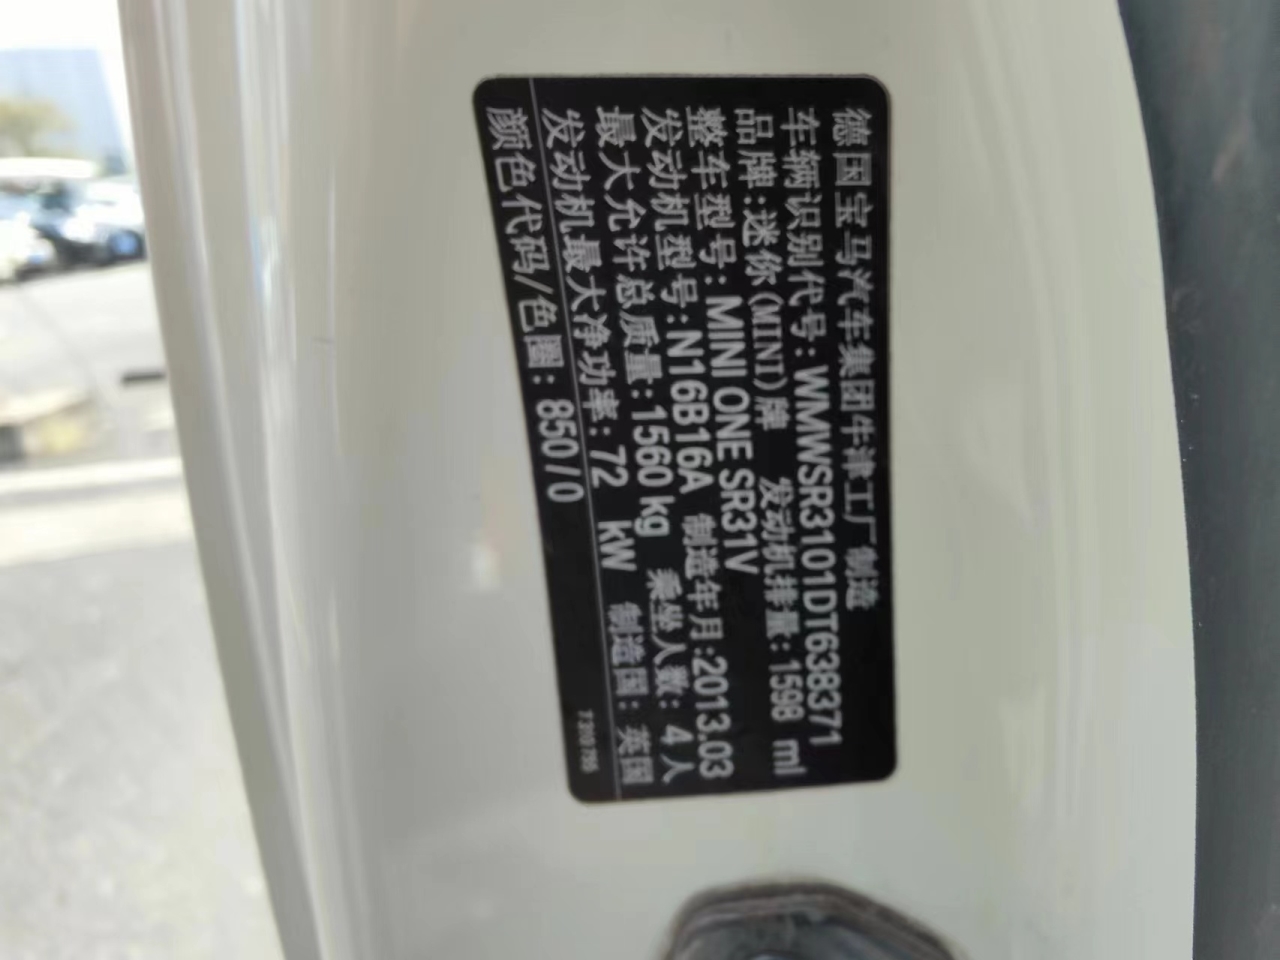 德国宝马汽车集团牛津工厂制造
车辆识别代号:WMWSR3101DT638371
品牌:迷你(MINI)牌 发动机排量:1598 ml
整车型号:MINI ONE SR31V
发动机型号:N16B16A 制造年月:2013.03
最大允许总质量:1560 kg 乘坐人数:4人
发动机最大净功率:72 kW 制造国:英国
颜色代码/色圈:850/0